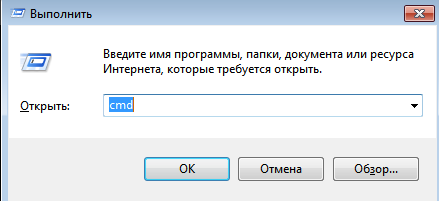 Выполнить
Введите имя программы, папки, документа или ресурса
Интернета, которые требуется открыть.
Открыть: cmd
OK Отмена Обзор...